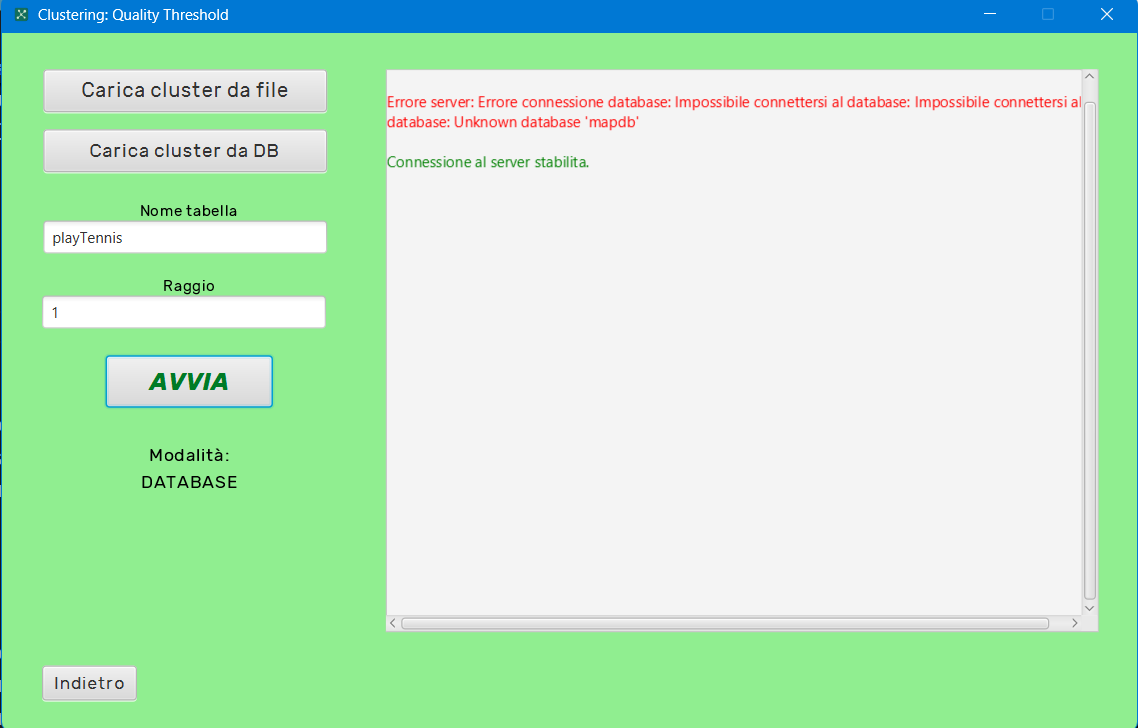 Clustering: Quality Threshold
Carica cluster da file
Carica cluster da DB
Nome tabella
playTennis
Raggio
1
AVVIA
Modalità:
DATABASE
Indietro
Errore server: Errore connessione database: Impossibile connettersi al database: Impossibile connettersi al
database: Unknown database 'mapdb'
Connessione al server stabilita.